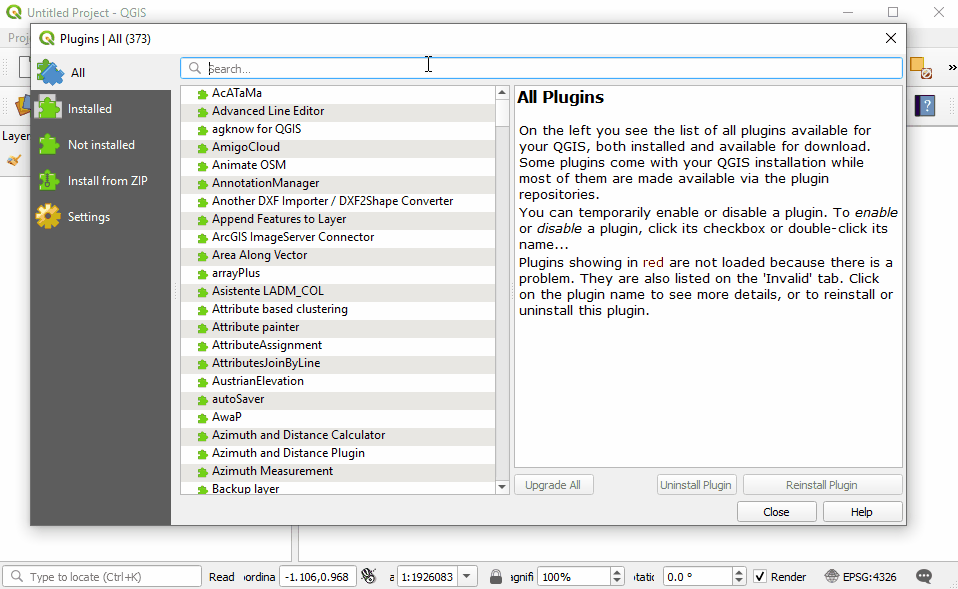 Untitled Project - QGIS
Proj
Plugins | All (373)
All
Installed
Not installed
Install from ZIP
Settings
Layer
Search...
AcATaMa
Advanced Line Editor
agknow for QGIS
AmigoCloud
Animate OSM
AnnotationManager
Another DXF Importer / DXF2Shape Converter
Append Features to Layer
ArcGIS ImageServer Connector
Area Along Vector
arrayPlus
Asistente LADM_COL
Attribute based clustering
Attribute painter
AttributeAssignment
AttributesJoinByLine
AustrianElevation
autoSaver
AwaP
Azimuth and Distance Calculator
Azimuth and Distance Plugin
Azimuth Measurement
Backup layer
All Plugins
On the left you see the list of all plugins available for
your QGIS, both installed and available for download.
Some plugins come with your QGIS installation while
most of them are made available via the plugin
repositories.
You can temporarily enable or disable a plugin. To enable
or disable a plugin, click its checkbox or double-click its
name...
Plugins showing in red are not loaded because there is a
problem. They are also listed on the 'Invalid' tab. Click
on the plugin name to see more details, or to reinstall or
uninstall this plugin.
Upgrade All
Uninstall Plugin
Reinstall Plugin
Close
Help
Type to locate (Ctrl+K)
Read
ordina
-1.106,0.968
a
1:1926083
agnifi
100%
tatic
0.0 °
Render
EPSG:4326